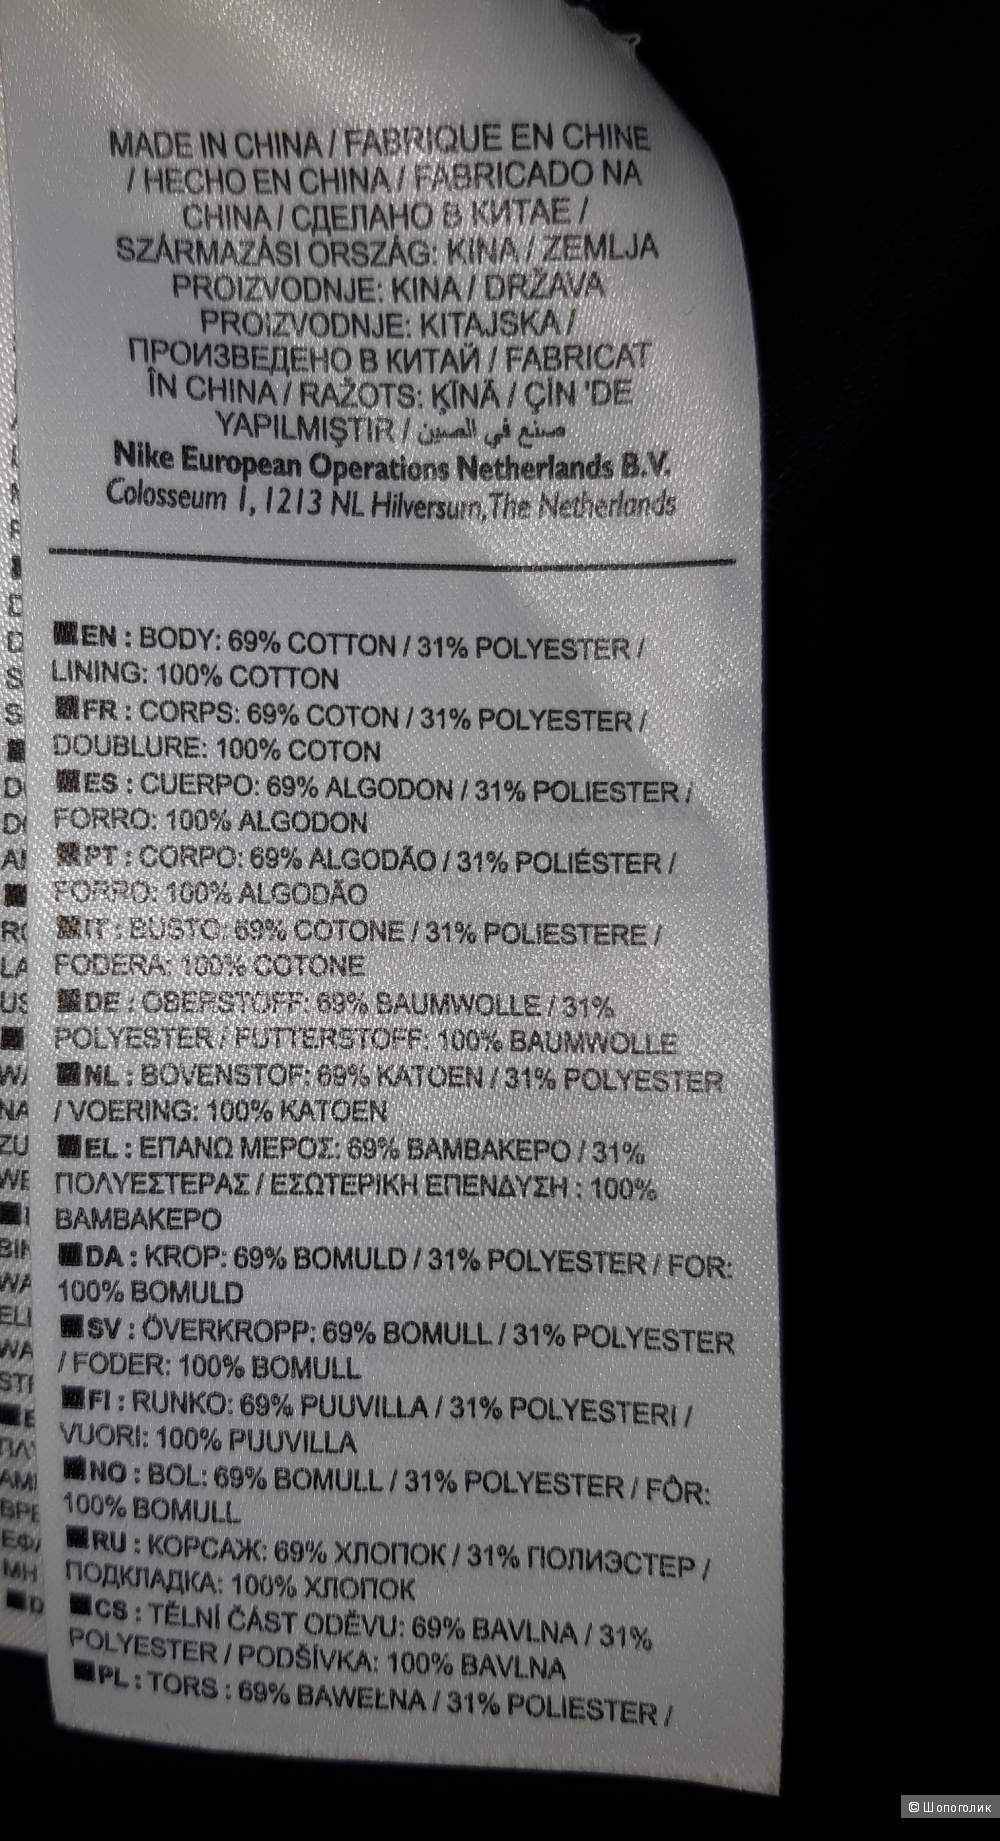 MADE IN CHINA / FABRIQUE EN CHINE
/ HECHO EN CHINA / FABRICADO NA
CHINA / СДЕЛАНО В КИТАЕ /
SZÁRMAZÁSI ORSZÁG: KÍNA / ZEMLJA
PROIZVODNJE: KINA / DRŽAVA
PROIZVODNJE: KITAJSKA /
ПРОИЗВЕДЕНО В КИТАЙ / FABRICAT
ÎN CHINA / RAŽOTS: ĶĪNĀ / ÇİN 'DE
YAPILMIŞTIR / صنع في الصين
Nike European Operations Netherlands B.V.
Colosseum 1, 1213 NL Hilversum, The Netherlands
EN : BODY: 69% COTTON / 31% POLYESTER /
LINING: 100% COTTON
FR : CORPS: 69% COTON / 31% POLYESTER /
DOUBLURE: 100% COTON
ES : CUERPO: 69% ALGODON / 31% POLIESTER /
FORRO: 100% ALGODON
PT : CORPO: 69% ALGODÃO / 31% POLIÉSTER /
FORRO: 100% ALGODÃO
IT : BUSTO: 69% COTONE / 31% POLIESTERE /
FODERA: 100% COTONE
DE : OBERSTOFF: 69% BAUMWOLLE / 31%
POLYESTER / FUTTERSTOFF: 100% BAUMWOLLE
NL : BOVENSTOF: 69% KATOEN / 31% POLYESTER
/ VOERING: 100% KATOEN
EL : ΕΠΑΝΩ ΜΕΡΟΣ: 69% ΒΑΜΒΑΚΕΡΟ / 31%
ΠΟΛΥΕΣΤΕΡΑΣ / ΕΣΩΤΕΡΙΚΗ ΕΠΕΝΔΥΣΗ : 100%
ΒΑΜΒΑΚΕΡΟ
DA : KROP: 69% BOMULD / 31% POLYESTER / FOR:
100% BOMULD
SV : ÖVERKROPP: 69% BOMULL / 31% POLYESTER
/ FODER: 100% BOMULL
FI : RUNKO: 69% PUUVILLA / 31% POLYESTERI /
VUORI: 100% PUUVILLA
NO : BOL: 69% BOMULL / 31% POLYESTER / FÔR:
100% BOMULL
RU : КОРСАЖ: 69% ХЛОПОК / 31% ПОЛИЭСТЕР /
ПОДКЛАДКА: 100% ХЛОПОК
CS : TĚLNÍ ČÁST ODĚVU: 69% BAVLNA / 31%
POLYESTER / PODŠÍVKA: 100% BAVLNA
PL : TORS : 69% BAWEŁNA / 31% POLIESTER /
© Шопоголик